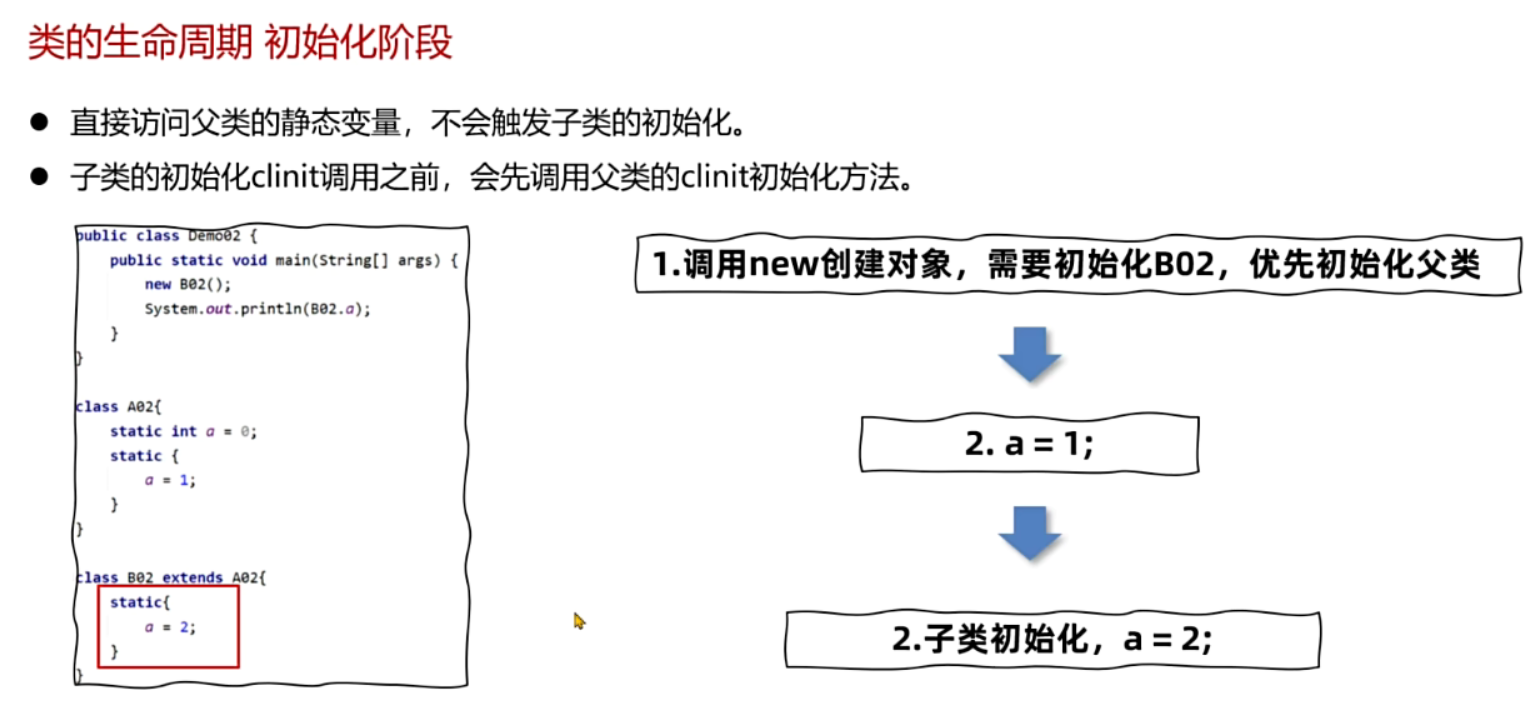 类的生命周期 初始化阶段
● 直接访问父类的静态变量，不会触发子类的初始化。
● 子类的初始化clinit调用之前，会先调用父类的clinit初始化方法。
public class Demo02 {
    public static void main(String[] args) {
        new B02();
        System.out.println(B02.a);
    }
}
class A02{
    static int a = 0;
    static {
        a = 1;
    }
}
class B02 extends A02{
    static{
        a = 2;
    }
}
1.调用new创建对象，需要初始化B02，优先初始化父类
2. a = 1;
2.子类初始化，a = 2;